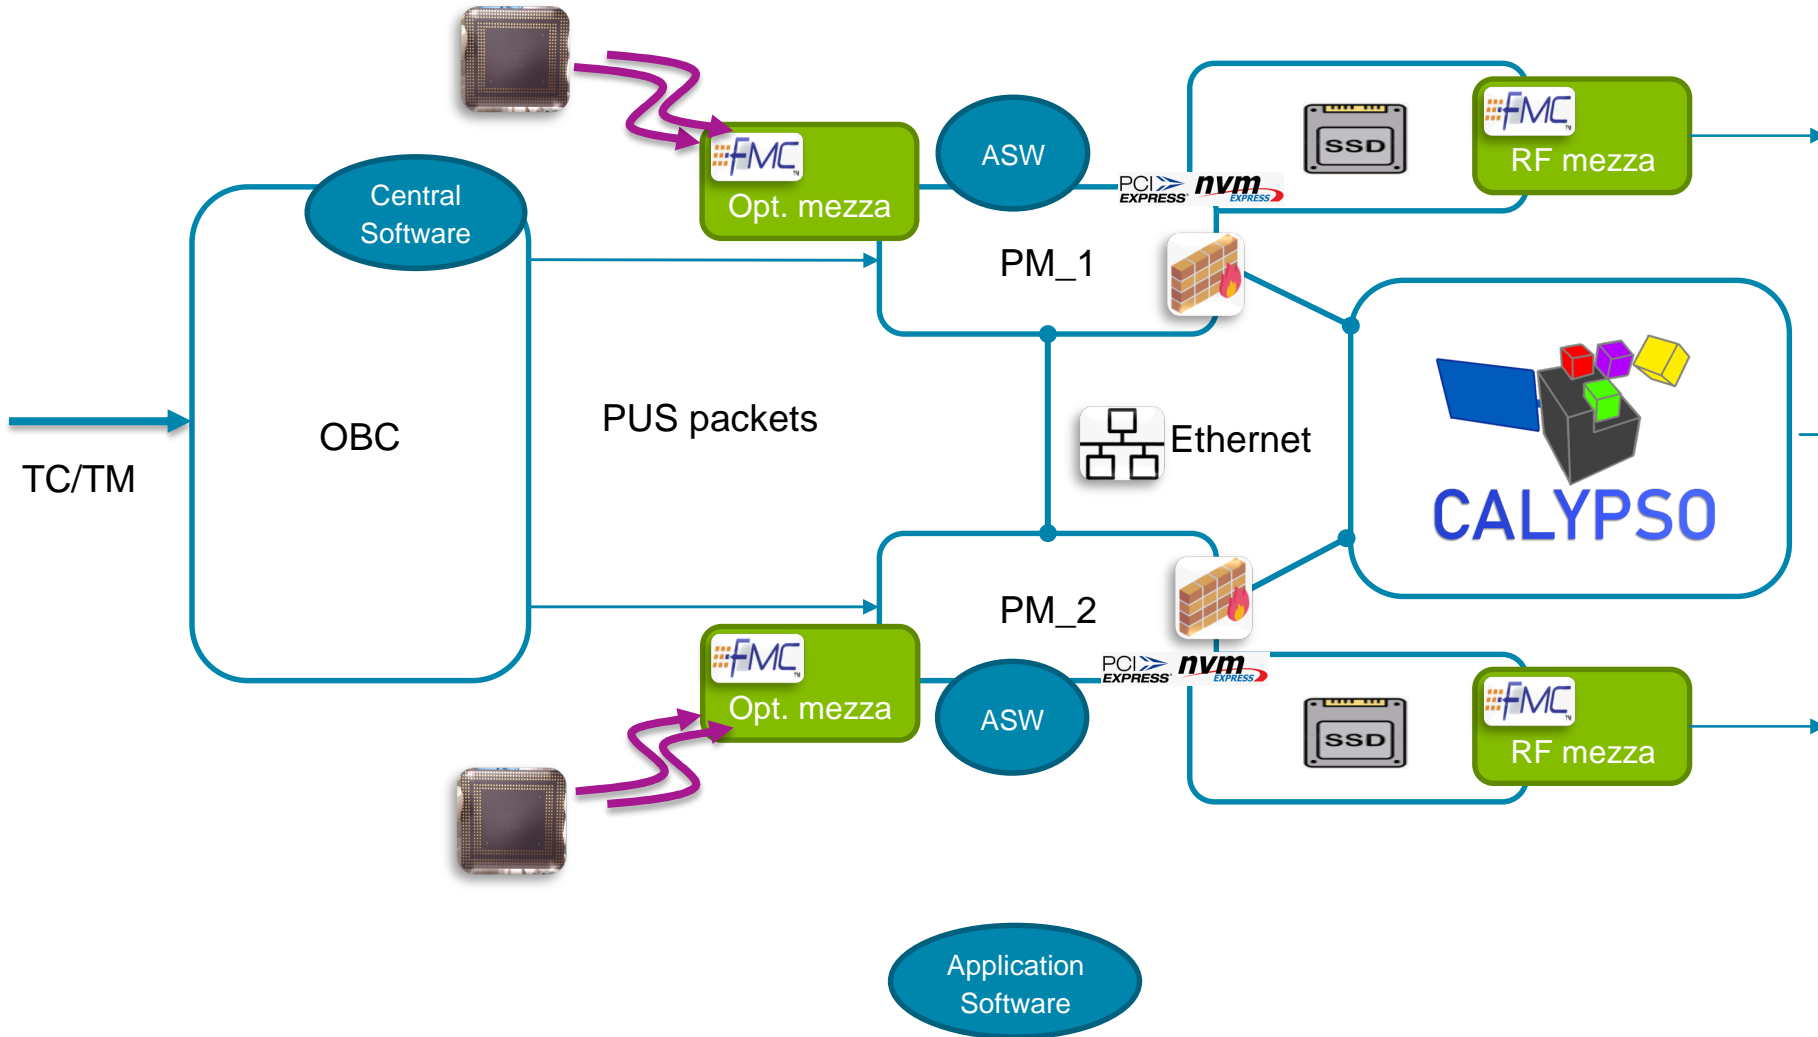 FMC
ASW
FMC
SSD
RF mezza
Opt. mezza
PCI
EXPRESS
nvm
EXPRESS
Central
Software
PM_1
PUS packets
OBC
Ethernet
TC/TM
CALYPSO
PM_2
FMC
Opt. mezza
ASW
PCI
EXPRESS
nvm
EXPRESS
FMC
SSD
RF mezza
Application
Software